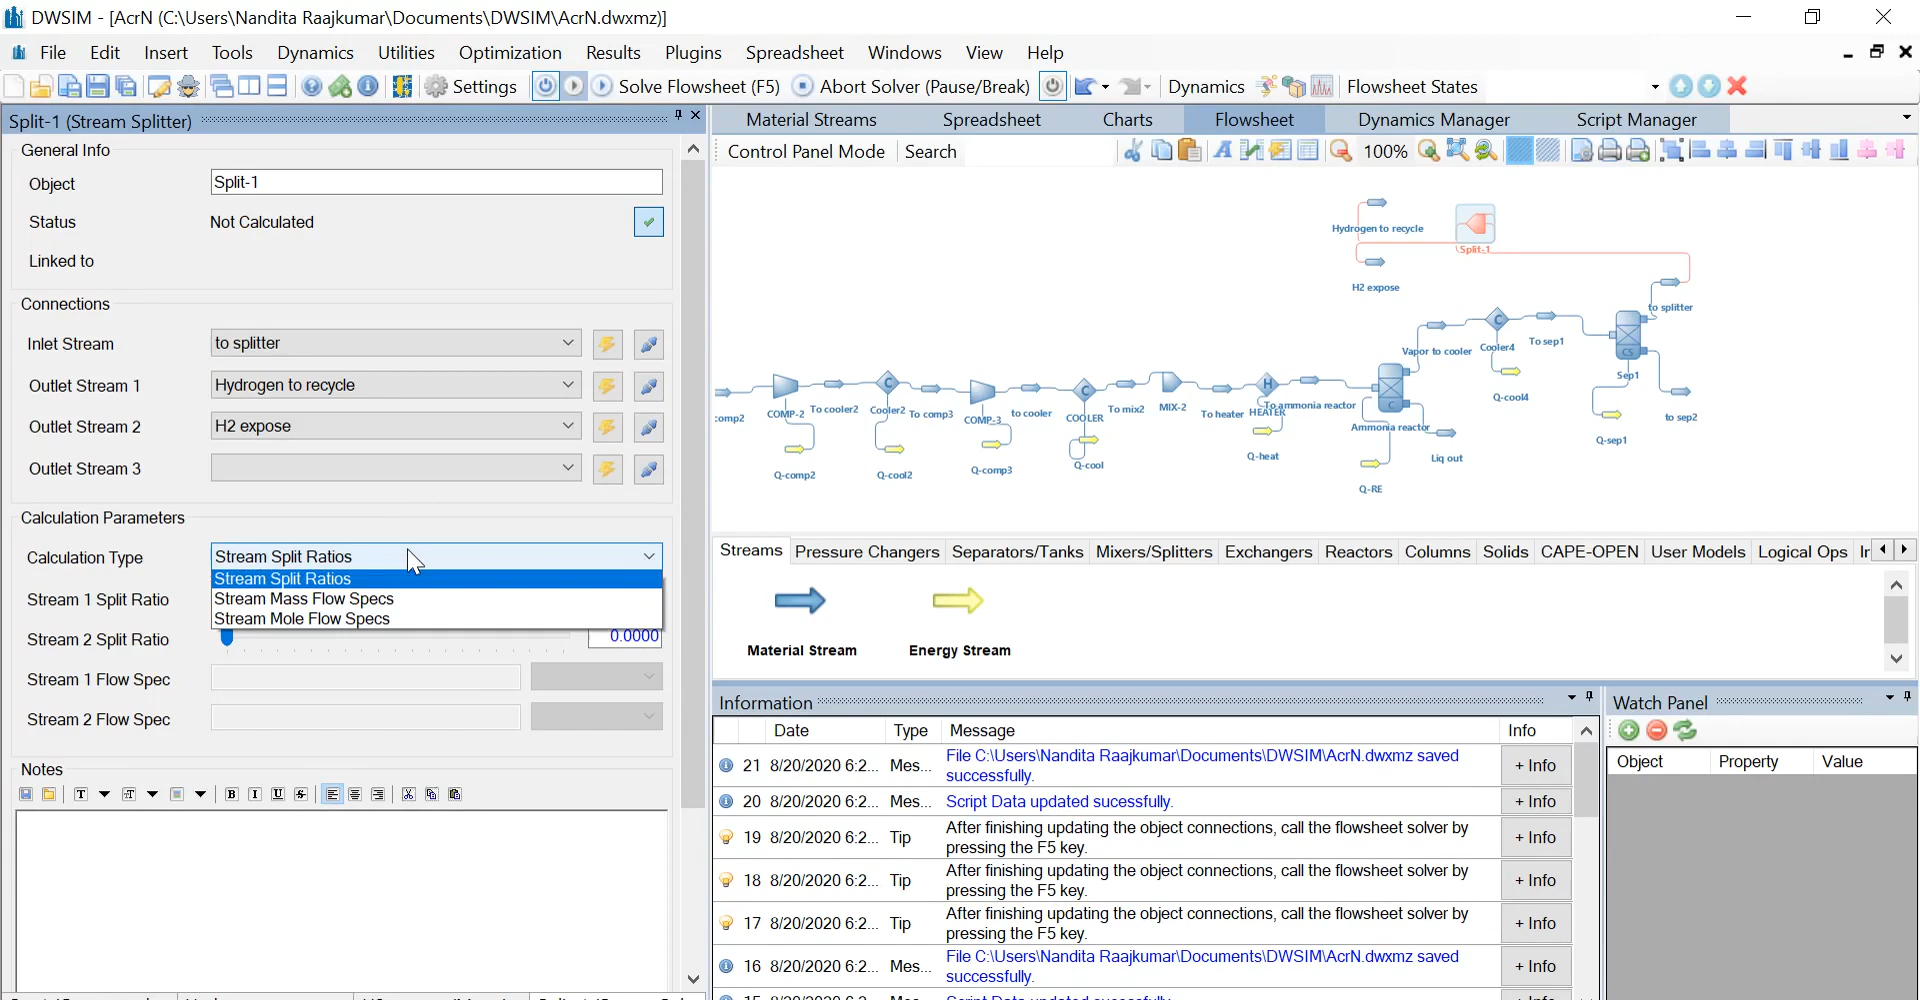 DWSIM - [AcrN (C:\Users\Nandita Raajkumar\Documents\DWSIM\AcrN.dwxmz)]
File Edit Insert Tools Dynamics Utilities Optimization Results Plugins Spreadsheet Windows View Help
Settings Solve Flowsheet (F5) Abort Solver (Pause/Break) Dynamics Flowsheet States
Split-1 (Stream Splitter)
General Info
Object Split-1
Status Not Calculated
Linked to
Connections
Inlet Stream to splitter
Outlet Stream 1 Hydrogen to recycle
Outlet Stream 2 H2 expose
Outlet Stream 3
Calculation Parameters
Calculation Type Stream Split Ratios
Stream Split Ratios
Stream 1 Split Ratio Stream Mass Flow Specs
Stream Mole Flow Specs
Stream 2 Split Ratio 0.0000
Stream 1 Flow Spec
Stream 2 Flow Spec
Notes
Material Streams Spreadsheet Charts Flowsheet Dynamics Manager Script Manager
Control Panel Mode Search 100%
Hydrogen to recycle Split-1
H2 expose to splitter
Vapor to cooler Cooler4 To sep1
CS
Sep1
C C H C
omp2 COMP-2 To cooler2 Cooler2 To comp3 COMP-3 to cooler COOLER To mix2 MIX-2 To heater HEATER To ammonia reactor Q-cool4 to sep2
Ammonia reactor
Q-sep1
Q-comp2 Q-cool2 Q-comp3 Q-cool Q-heat Liq out
Q-RE
Streams Pressure Changers Separators/Tanks Mixers/Splitters Exchangers Reactors Columns Solids CAPE-OPEN User Models Logical Ops
Material Stream Energy Stream
Information
Date Type Message Info
21 8/20/2020 6:2... Mes... File C:\Users\Nandita Raajkumar\Documents\DWSIM\AcrN.dwxmz saved successfully. + Info
20 8/20/2020 6:2... Mes... Script Data updated sucessfully. + Info
19 8/20/2020 6:2... Tip After finishing updating the object connections, call the flowsheet solver by pressing the F5 key. + Info
18 8/20/2020 6:2... Tip After finishing updating the object connections, call the flowsheet solver by pressing the F5 key. + Info
17 8/20/2020 6:2... Tip After finishing updating the object connections, call the flowsheet solver by pressing the F5 key. + Info
16 8/20/2020 6:2... Mes... File C:\Users\Nandita Raajkumar\Documents\DWSIM\AcrN.dwxmz saved successfully. + Info
Watch Panel
Object Property Value